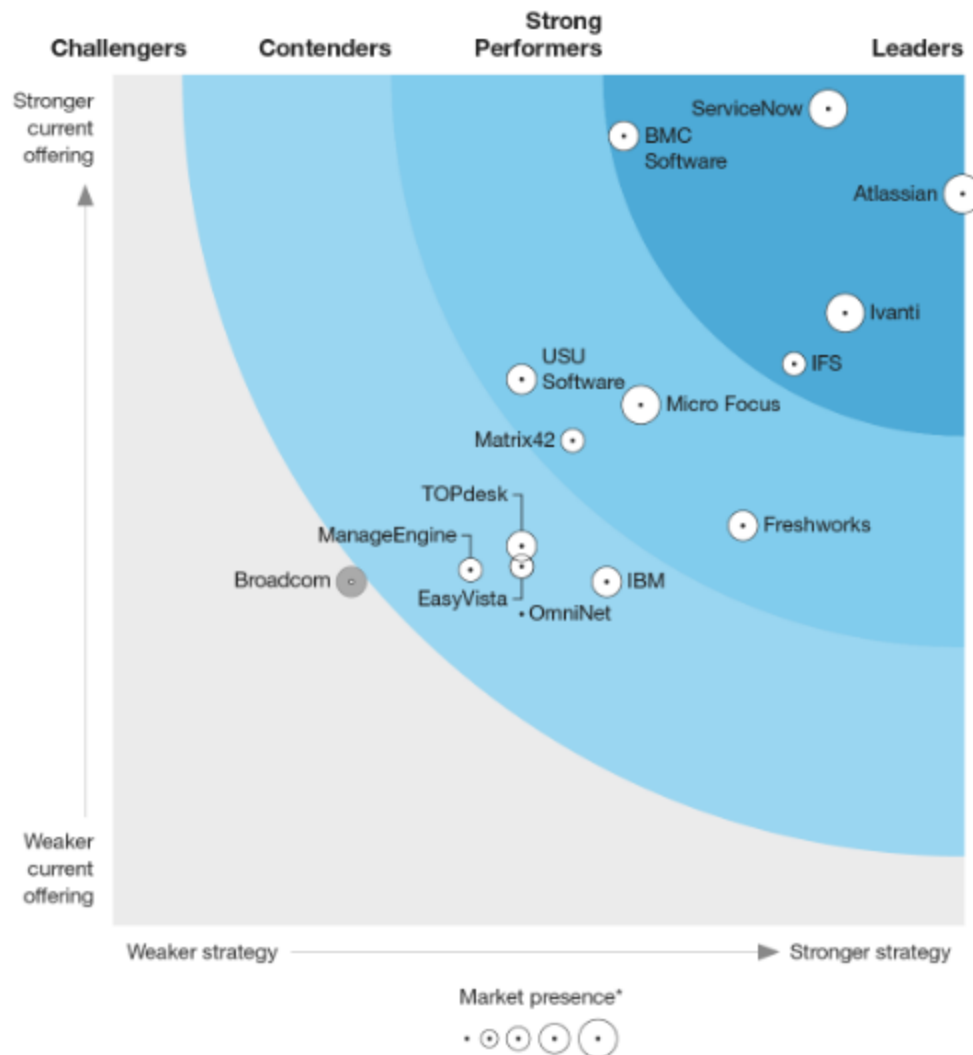 Challengers
Contenders
Strong
Performers
Leaders
Stronger
current
offering
ServiceNow
BMC
Software
Atlassian
Ivanti
IFS
USU
Software
Micro Focus
Matrix42
TOPdesk
ManageEngine
Freshworks
Broadcom
IBM
EasyVista
OmniNet
Weaker
current
offering
Weaker strategy
Stronger strategy
Market presence*